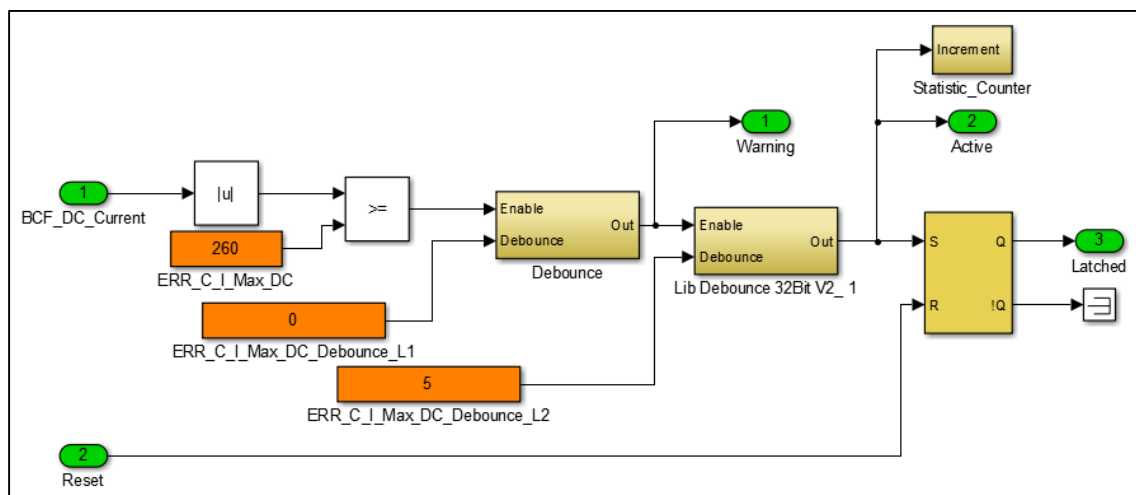 Increment
Statistic_Counter
1
Warning
2
Active
1
BCF_DC_Current
|u|
>=
260
ERR_C_I_Max_DC
Enable
Debounce
Out
Debounce
Enable
Debounce
Out
Lib Debounce 32Bit V2_ 1
S
R
Q
!Q
3
Latched
0
ERR_C_I_Max_DC_Debounce_L1
5
ERR_C_I_Max_DC_Debounce_L2
2
Reset